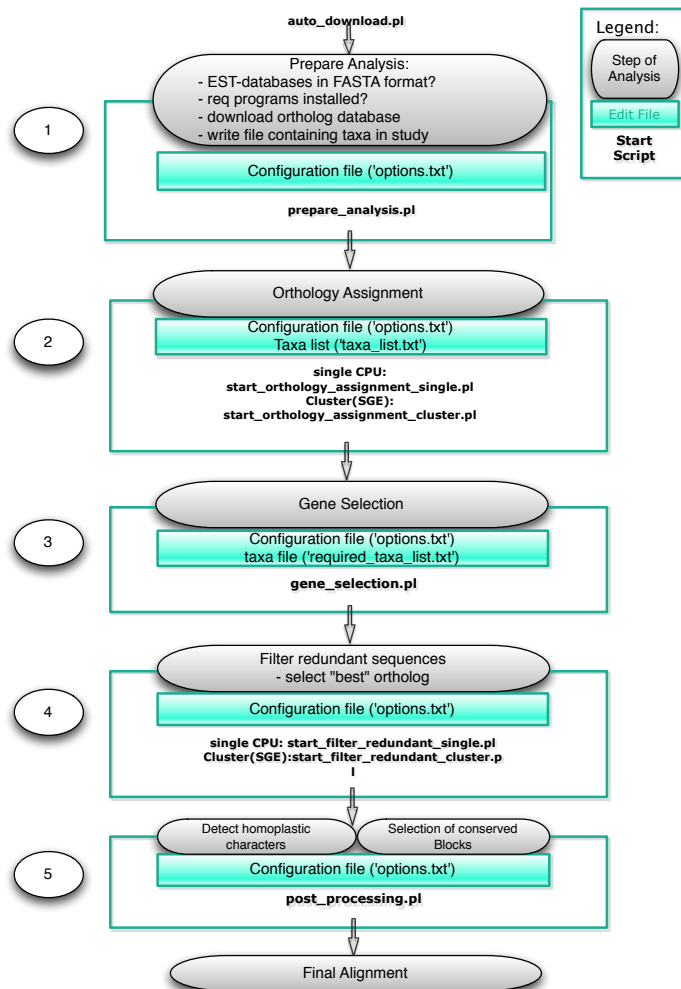 auto_download.pl
Legend:
Step of
Analysis
Edit File
Start
Script
1
Prepare Analysis:
- EST-databases in FASTA format?
- req programs installed?
- download ortholog database
- write file containing taxa in study
Configuration file ('options.txt')
prepare_analysis.pl
2
Orthology Assignment
Configuration file ('options.txt')
Taxa list ('taxa_list.txt')
single CPU:
start_orthology_assignment_single.pl
Cluster(SGE):
start_orthology_assignment_cluster.pl
3
Gene Selection
Configuration file ('options.txt')
taxa file ('required_taxa_list.txt')
gene_selection.pl
4
Filter redundant sequences
- select "best" ortholog
Configuration file ('options.txt')
single CPU: start_filter_redundant_single.pl
Cluster(SGE):start_filter_redundant_cluster.p
l
5
Detect homoplastic
characters
Selection of conserved
Blocks
Configuration file ('options.txt')
post_processing.pl
Final Alignment